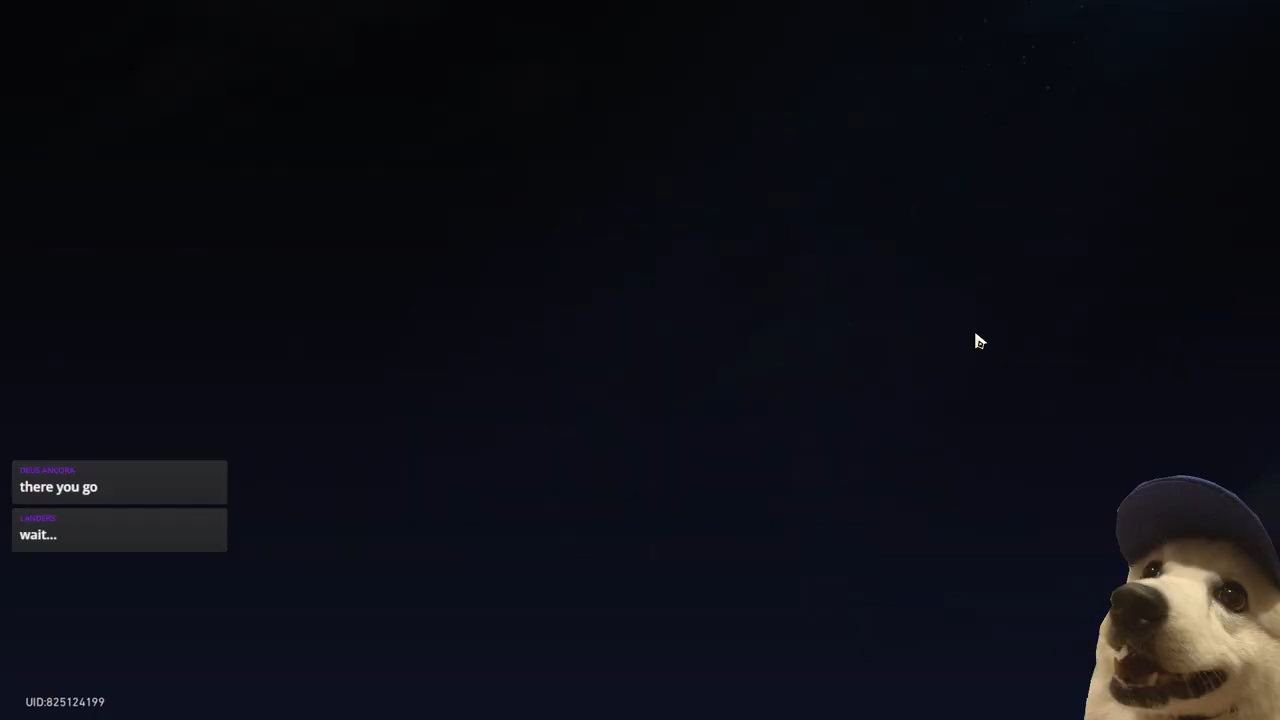 DEUS ANCORA
there you go
LANDERS
wait...
UID:825124199